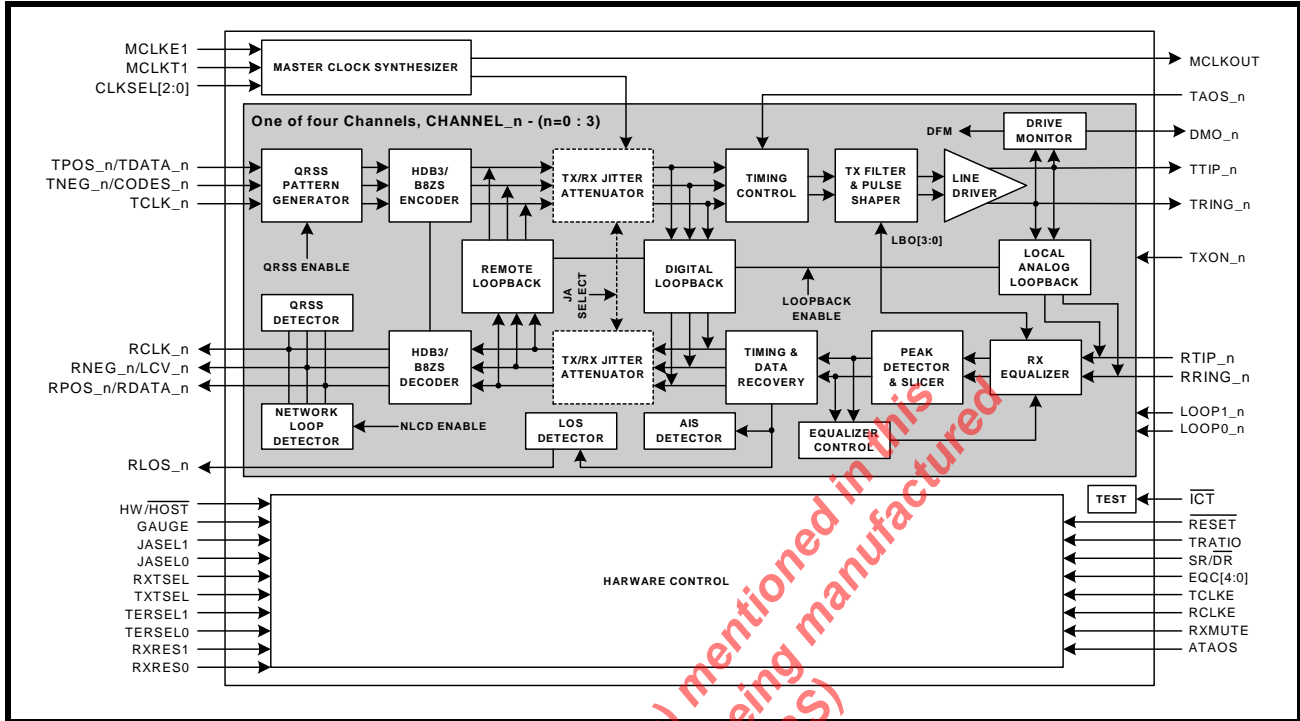 MCLKE1
MCLKT1
CLKSEL[2:0]
MASTER CLOCK SYNTHESIZER
MCLKOUT
TAOS_n
One of four Channels, CHANNEL_n - (n=0 : 3)
DFM
DRIVE
MONITOR
DMO_n
TPOS_n/TDATA_n
TNEG_n/CODES_n
TCLK_n
QRSS
PATTERN
GENERATOR
HDB3/
B8ZS
ENCODER
TX/RX JITTER
ATTENUATOR
TIMING
CONTROL
TX FILTER
& PULSE
SHAPER
LINE
DRIVER
TTIP_n
TRING_n
QRSS ENABLE
REMOTE
LOOPBACK
JA
SELECT
DIGITAL
LOOPBACK
LOOPBACK
ENABLE
LBO[3:0]
LOCAL
ANALOG
LOOPBACK
TXON_n
QRSS
DETECTOR
RCLK_n
RNEG_n/LCV_n
RPOS_n/RDATA_n
HDB3/
B8ZS
DECODER
TX/RX JITTER
ATTENUATOR
TIMING &
DATA
RECOVERY
PEAK
DETECTOR
& SLICER
RX
EQUALIZER
RTIP_n
RRING_n
NETWORK
LOOP
DETECTOR
NLCD ENABLE
LOS
DETECTOR
AIS
DETECTOR
EQUALIZER
CONTROL
LOOP1_n
LOOP0_n
RLOS_n
HW/HOST
GAUGE
JASEL1
JASEL0
RXTSEL
TXTSEL
TERSEL1
TERSEL0
RXRES1
RXRES0
HARWARE CONTROL
TEST
ICT
RESET
TRATIO
SR/DR
EQC[4:0]
TCLKE
RCLKE
RXMUTE
ATAOS
) mentioned in this
eing manufactured
S)